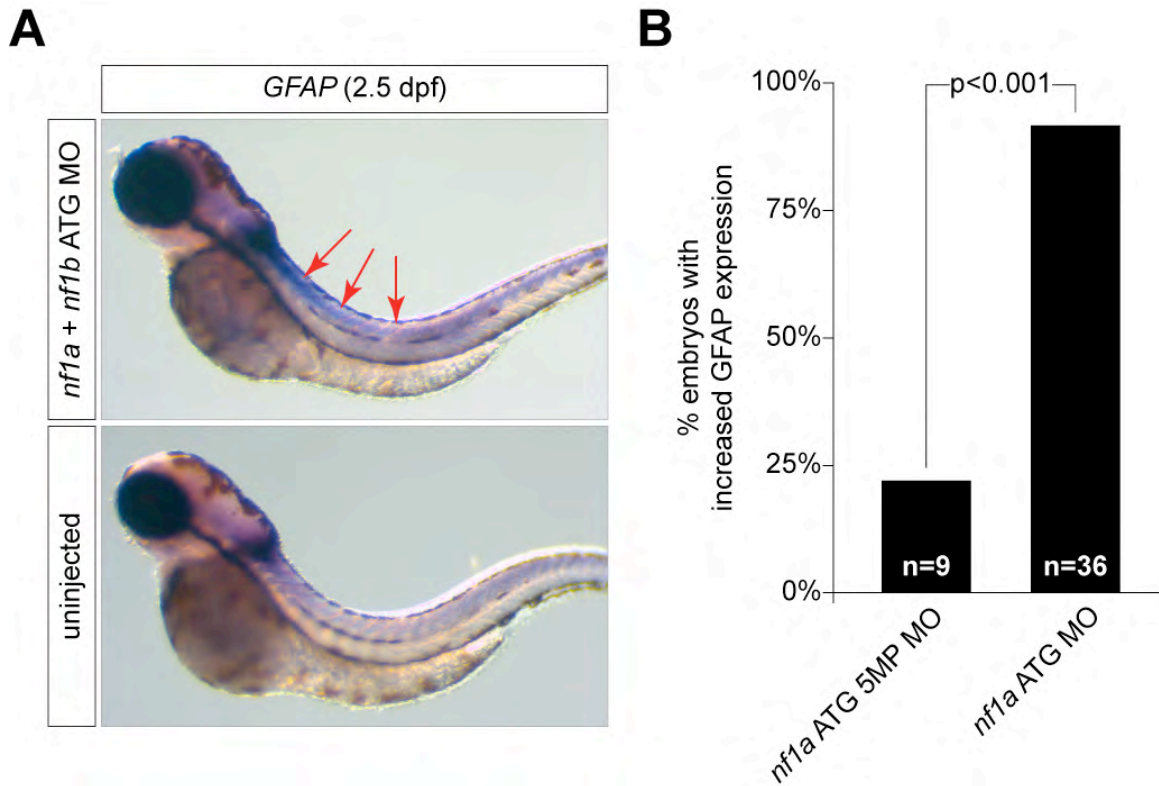 A
GFAP (2.5 dpf)
nf1a + nf1b ATG MO
uninjected
B
% embryos with
increased GFAP expression
100%
75%
50%
25%
0%
p<0.001
n=9
n=36
nf1a ATG 5MP MO
nf1a ATG MO